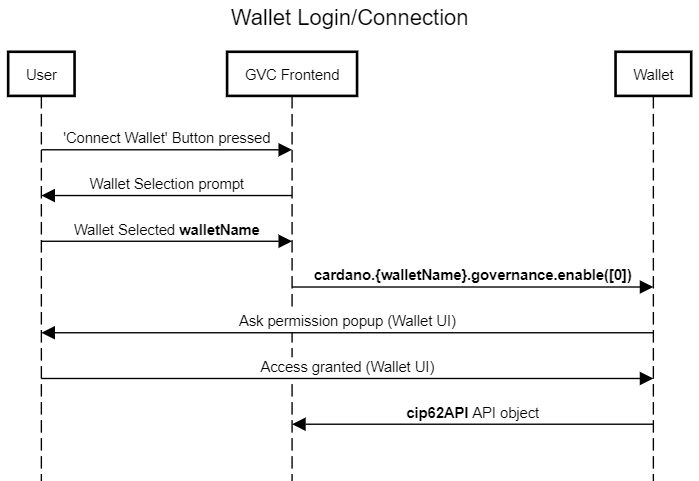 Wallet Login/Connection
User
GVC Frontend
Wallet
'Connect Wallet' Button pressed
Wallet Selection prompt
Wallet Selected walletName
cardano.{walletName}.governance.enable([0])
Ask permission popup (Wallet UI)
Access granted (Wallet UI)
cip62API API object